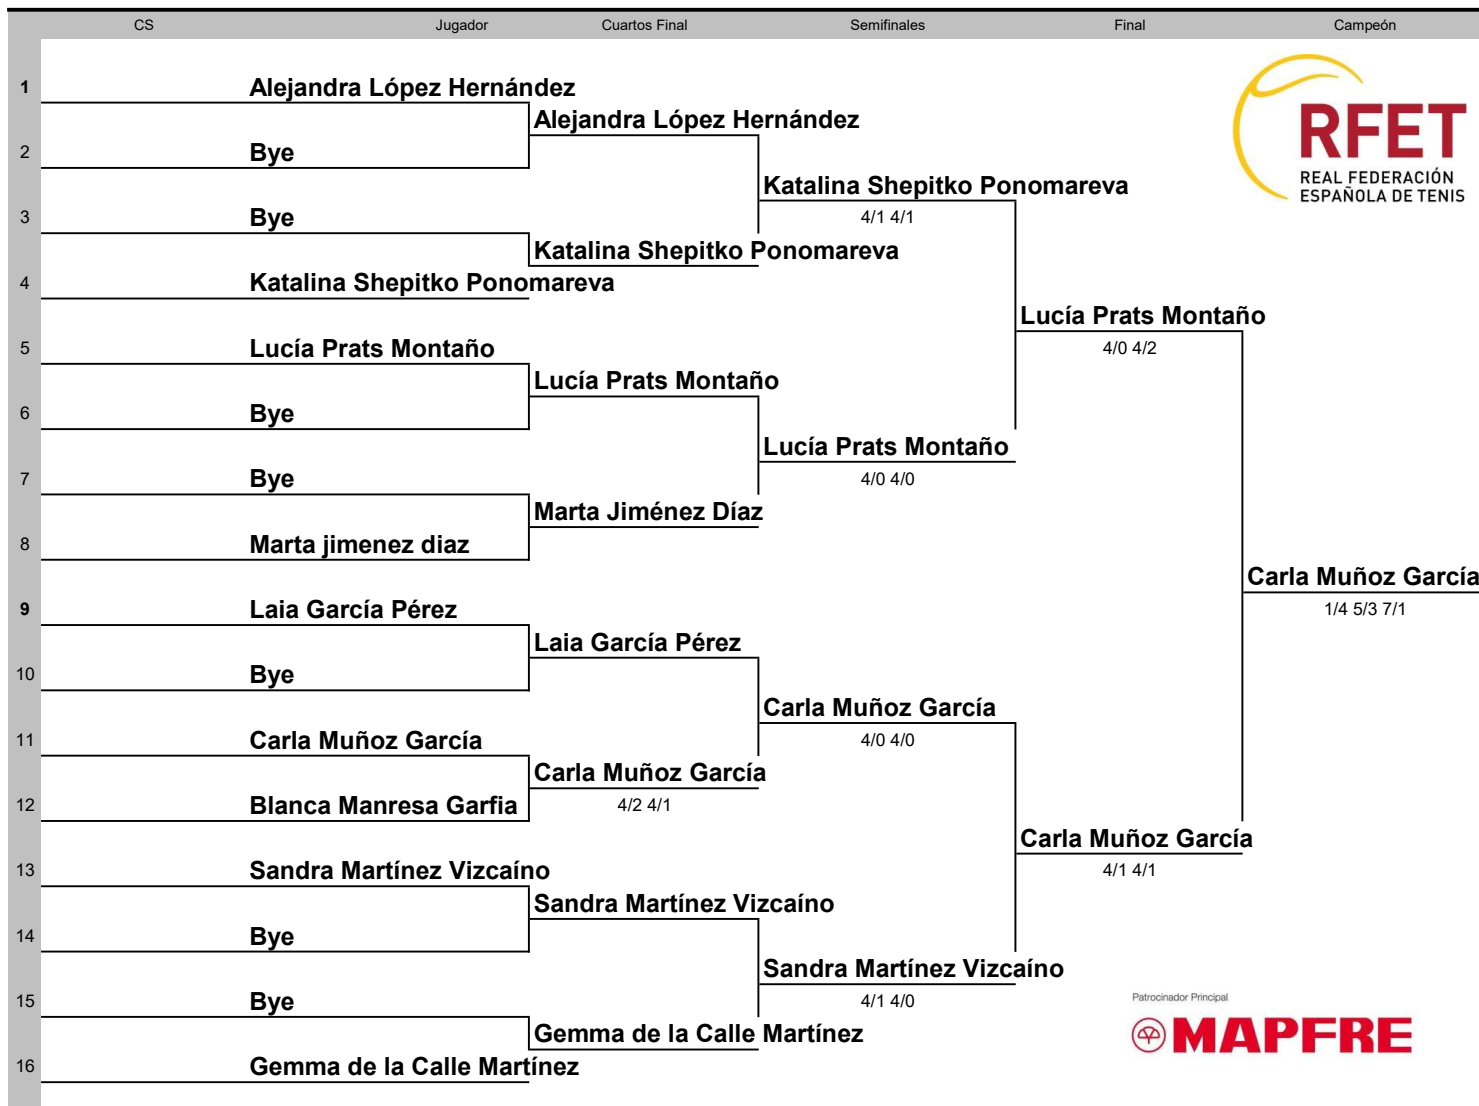 CS Jugador Cuartos Final Semifinales Final Campeón
1 Alejandra López Hernández
Alejandra López Hernández
2 Bye
Katalina Shepitko Ponomareva
3 Bye 4/1 4/1
Katalina Shepitko Ponomareva
4 Katalina Shepitko Ponomareva
Lucía Prats Montaño
5 Lucía Prats Montaño 4/0 4/2
Lucía Prats Montaño
6 Bye
Lucía Prats Montaño
7 Bye 4/0 4/0
Marta Jiménez Díaz
8 Marta jimenez diaz
Carla Muñoz García
9 Laia García Pérez 1/4 5/3 7/1
Laia García Pérez
10 Bye
Carla Muñoz García
11 Carla Muñoz García 4/0 4/0
Carla Muñoz García
12 Blanca Manresa Garfia 4/2 4/1
Carla Muñoz García
13 Sandra Martínez Vizcaíno 4/1 4/1
Sandra Martínez Vizcaíno
14 Bye
Sandra Martínez Vizcaíno
15 Bye 4/1 4/0
Gemma de la Calle Martínez
16 Gemma de la Calle Martínez
RFET
REAL FEDERACIÓN
ESPAÑOLA DE TENIS
Patrocinador Principal
MAPFRE